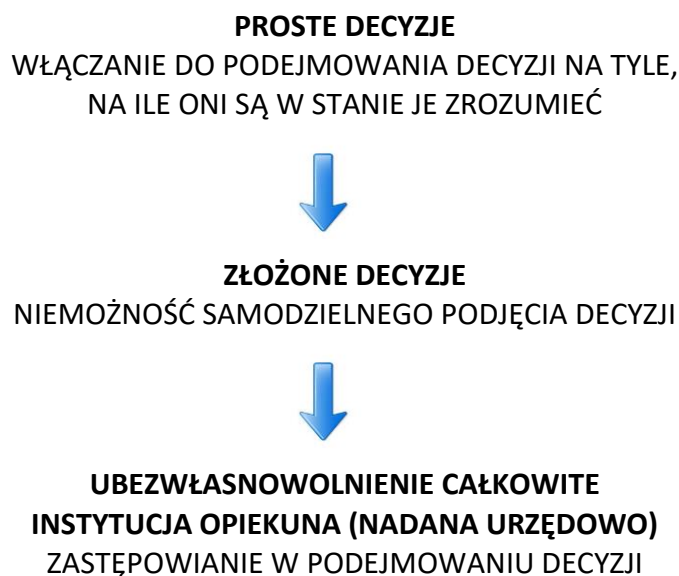 PROSTE DECYZJE
WŁĄCZANIE DO PODEJMOWANIA DECYZJI NA TYLE,
NA ILE ONI SĄ W STANIE JE ZROZUMIEĆ
ZŁOŻONE DECYZJE
NIEMOŻNOŚĆ SAMODZIELNEGO PODJĘCIA DECYZJI
UBEZWŁASNOWOLNIENIE CAŁKOWITE
INSTYTUCJA OPIEKUNA (NADANA URZĘDOWO)
ZASTĘPOWIANIE W PODEJMOWANIU DECYZJI